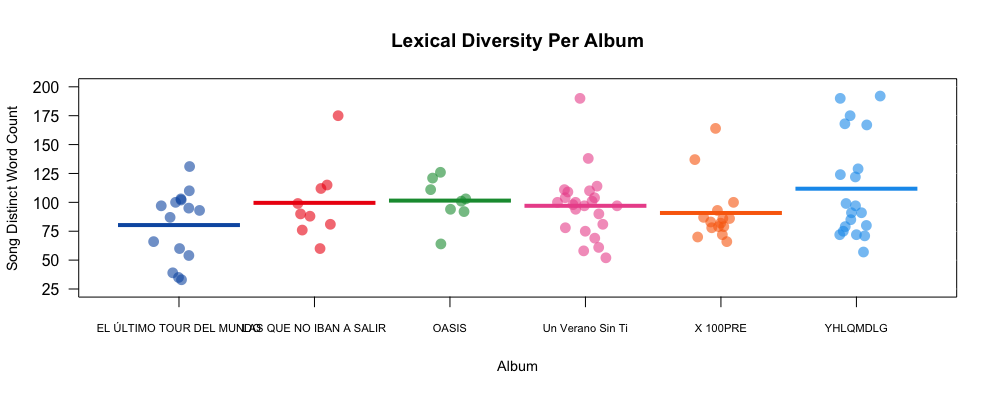 Lexical Diversity Per Album
Song Distinct Word Count
200
175
150
125
100
75
50
25
EL ÚLTIMO TOUR DEL MUNDO LAS QUE NO IBAN A SALIR OASIS Un Verano Sin Ti X 100PRE YHLQMDLG
Album